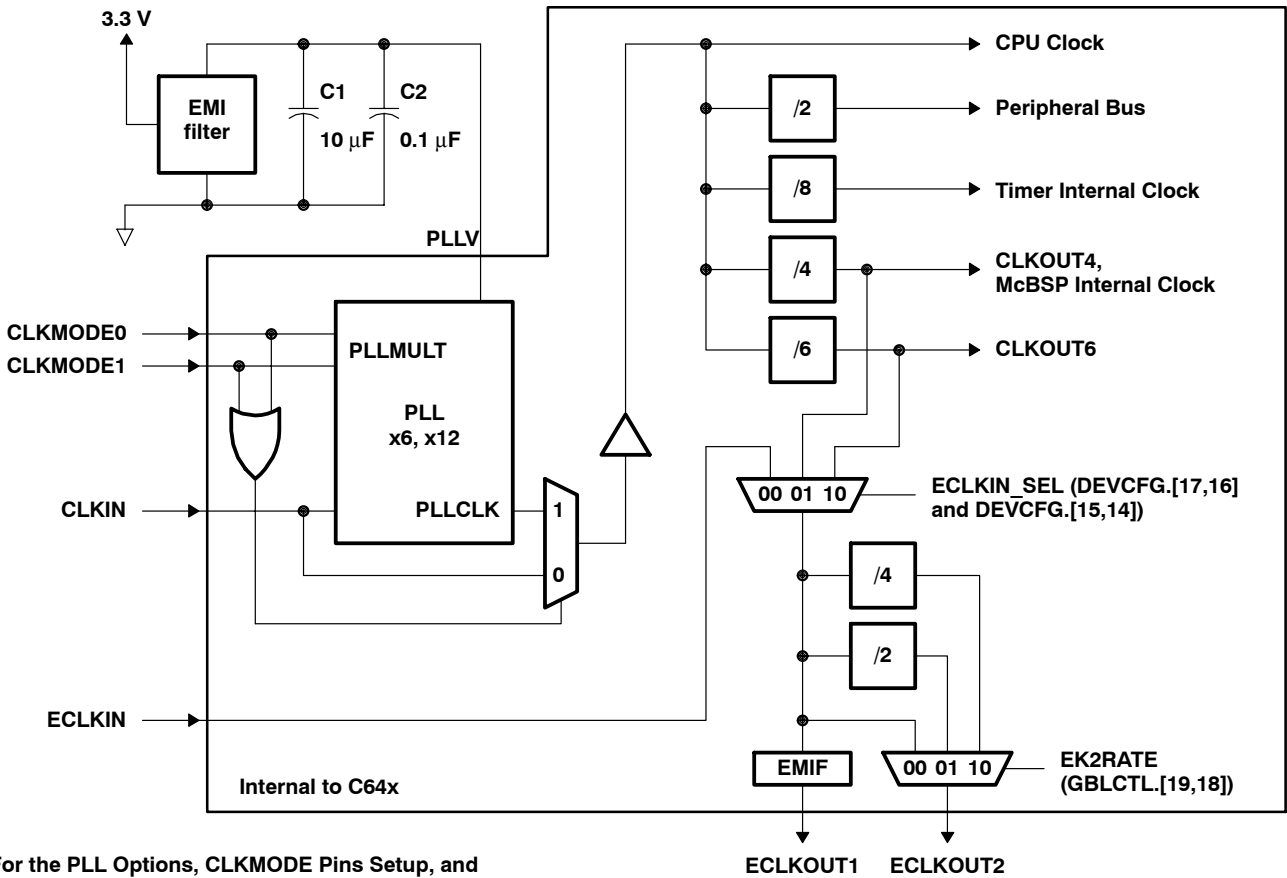 3.3 V
EMI
filter
C1
10 μF
C2
0.1 μF
CPU Clock
/2
Peripheral Bus
/8
Timer Internal Clock
/4
CLKOUT4,
McBSP Internal Clock
/6
CLKOUT6
PLLV
CLKMODE0
CLKMODE1
PLLMULT
PLL
x6, x12
CLKIN
PLLCLK
1
0
00 01 10
ECLKIN_SEL (DEVCFG.[17,16]
and DEVCFG.[15,14])
/4
/2
ECLKIN
EMIF
00 01 10
EK2RATE
(GBLCTL.[19,18])
Internal to C64x
ECLKOUT1
ECLKOUT2
For the PLL Options, CLKMODE Pins Setup, and